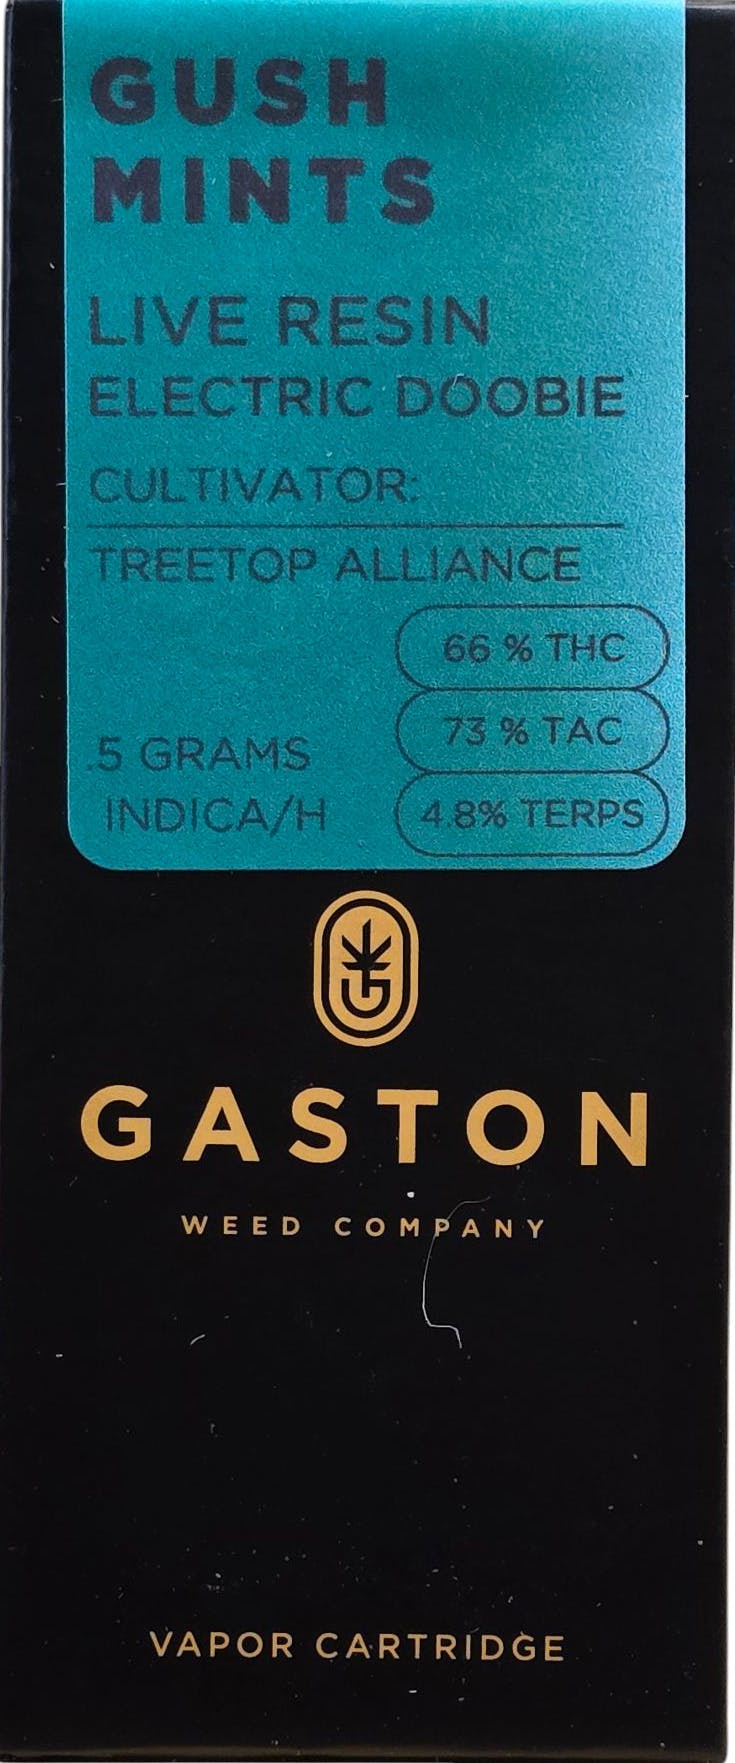 GUSH
MINTS
LIVE RESIN
ELECTRIC DOOBIE
CULTIVATOR:
TREETOP ALLIANCE
66 % THC
73 % TAC
.5 GRAMS
INDICA/H
4.8% TERPS
GASTON
WEED COMPANY
VAPOR CARTRIDGE